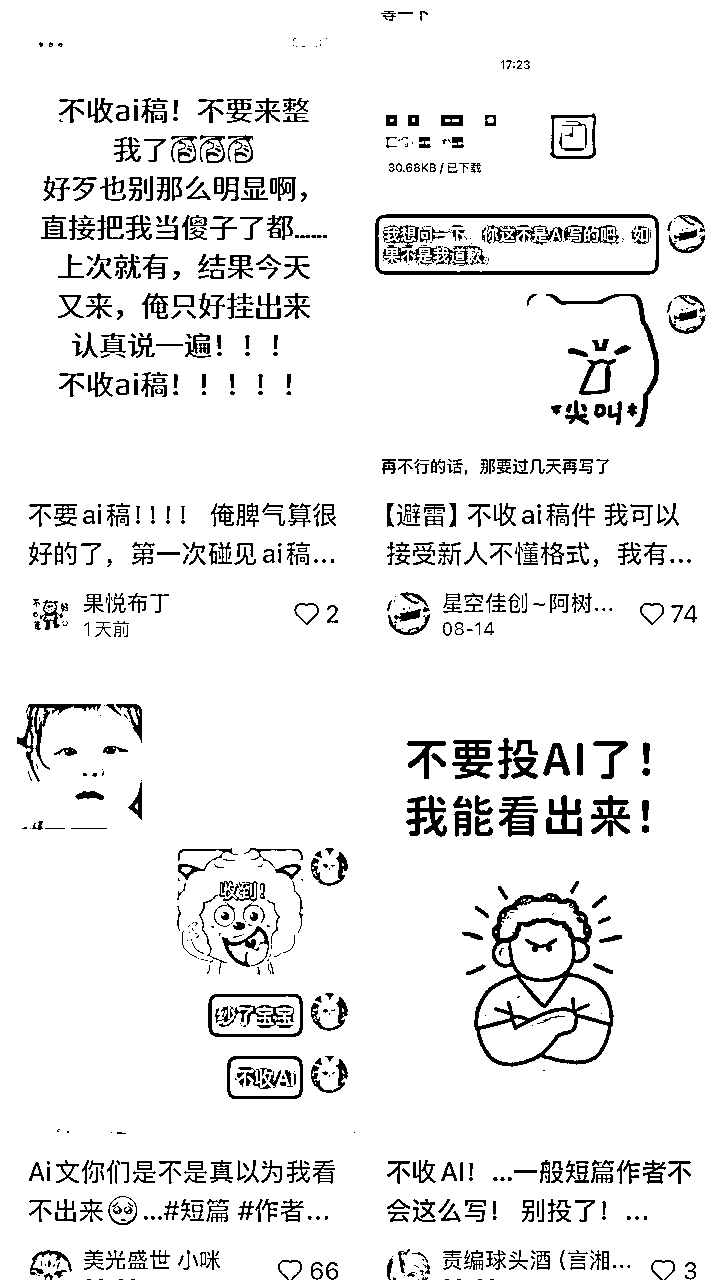 不收ai稿！不要来整
我了
好歹也别那么明显啊，
直接把我当傻子了都......
上次就有，结果今天
又来，俺只好挂出来
认真说一遍！！！
不收ai稿！！！！！
不要ai稿!!!! 俺脾气算很
好的了，第一次碰见ai稿...
果悦布丁
1天前
2
等一下
17:23
30.68KB / 已下载
我想问一下，你这不是AI写的吧，如
果不是我道歉。
*尖叫*
再不行的话，那要过几天再写了
【避雷】不收ai稿件 我可以
接受新人不懂格式，我有...
星空佳创~阿树...
08-14
74
收到！
纱了宝宝
不收Ai
Ai文你们是不是真以为我看
不出来🥺...#短篇 #作者...
美光盛世 小咪
66
不要投AI了！
我能看出来！
不收AI！...一般短篇作者不
会这么写！别投了！...
责编球头酒（言湘...
3